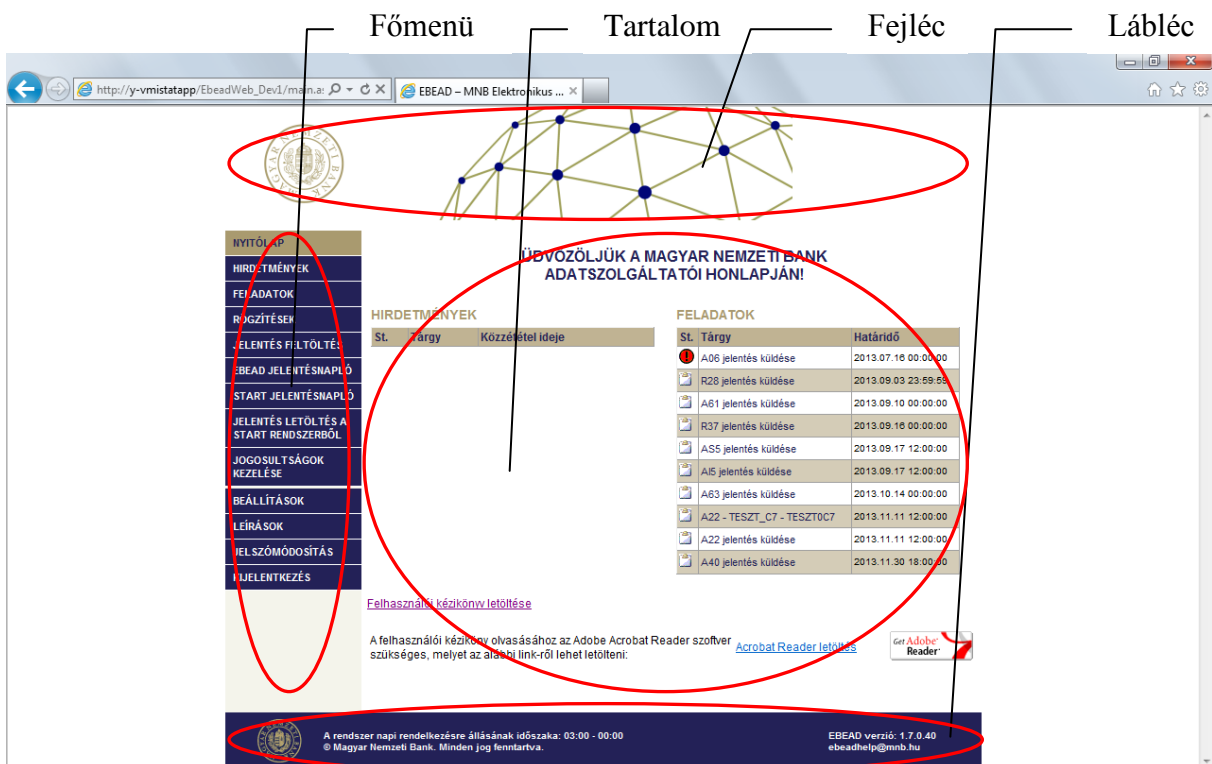 Főmenü Tartalom Fejléc Lábléc
http://y-vmistatapp/EbeadWeb_Dev1/main.a: EBEAD – MNB Elektronikus ...
MAGYAR NEMZETI BANK
NYITÓLAP
HIRDETMÉNYEK
FELADATOK
RÖGZÍTÉSEK
JELENTÉS FELTÖLTÉS
EBEAD JELENTÉSNAPLÓ
START JELENTÉSNAPLÓ
JELENTÉS LETÖLTÉS A
START RENDSZERBŐL
JOGOSULTSÁGOK
KEZELÉSE
BEÁLLÍTÁSOK
LEÍRÁSOK
JELSZÓMÓDOSÍTÁS
KIJELENTKEZÉS
ÜDVÖZÖLJÜK A MAGYAR NEMZETI BANK
ADATSZOLGÁLTATÓI HONLAPJÁN!
HIRDETMÉNYEK
St. Tárgy Közzététel ideje
FELADATOK
St. Tárgy Határidő
A06 jelentés küldése 2013.07.16 00:00:00
R28 jelentés küldése 2013.09.03 23:59:59
A61 jelentés küldése 2013.09.10 00:00:00
R37 jelentés küldése 2013.09.16 00:00:00
AS5 jelentés küldése 2013.09.17 12:00:00
AI5 jelentés küldése 2013.09.17 12:00:00
A63 jelentés küldése 2013.10.14 00:00:00
A22 - TESZT_C7 - TESZT0C7 2013.11.11 12:00:00
A22 jelentés küldése 2013.11.11 12:00:00
A40 jelentés küldése 2013.11.30 18:00:00
Felhasználói kézikönyv letöltése
A felhasználói kéziköny olvasásához az Adobe Acrobat Reader szoftver
szükséges, melyet az alábbi link-ről lehet letölteni:
Acrobat Reader letöltés
Get Adobe
Reader
A rendszer napi rendelkezésre állásának időszaka: 03:00 - 00:00
© Magyar Nemzeti Bank. Minden jog fenntartva.
EBEAD verzió: 1.7.0.40
ebeadhelp@mnb.hu